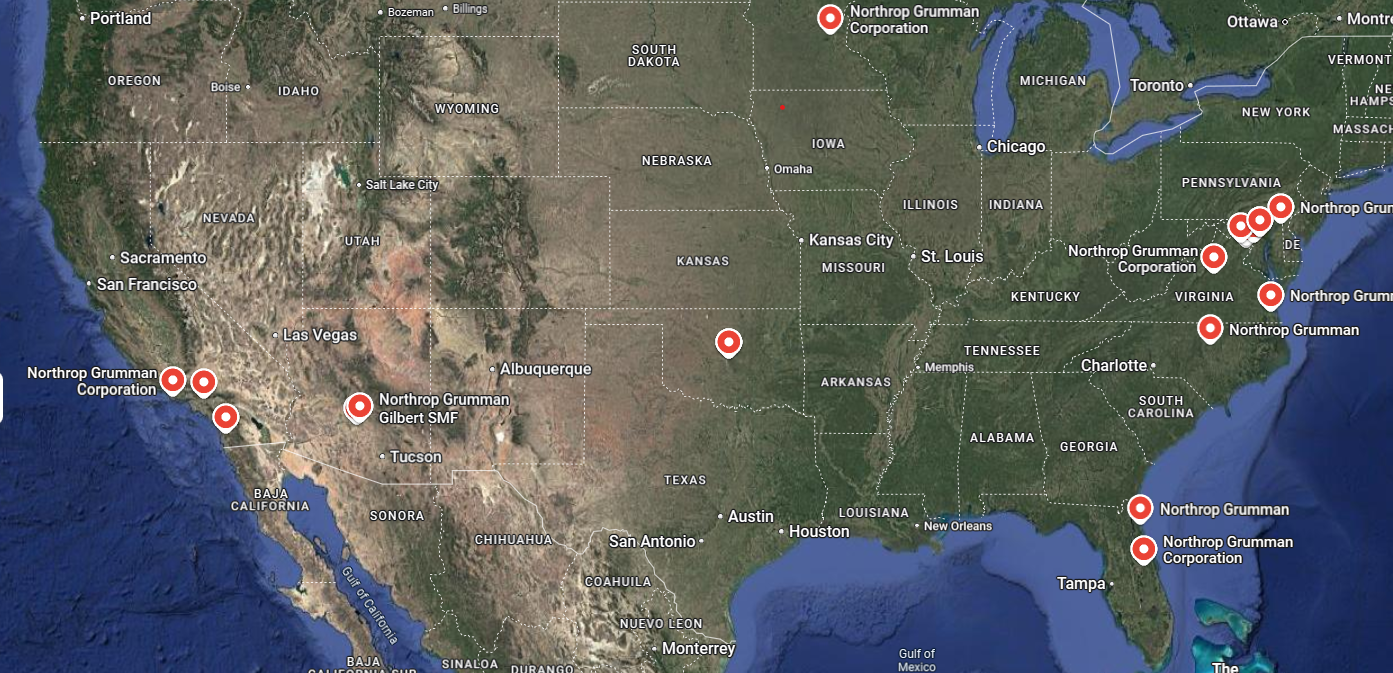 Portland
Bozeman
Billings
Northrop Grumman
Corporation
Ottawa
Montre
SOUTH
DAKOTA
OREGON
Boise
IDAHO
WYOMING
MICHIGAN
Toronto
VERMONT
NE
HAMPS
NEW YORK
MASSACH
IOWA
Chicago
NEBRASKA
Omaha
Salt Lake City
PENNSYLVANIA
NEVADA
ILLINOIS
INDIANA
Northrop Grun
UTAH
Kansas City
DE
Sacramento
KANSAS
MISSOURI
St. Louis
Northrop Grumman
Corporation
San Francisco
KENTUCKY
VIRGINIA
Northrop Grumm
Las Vegas
Northrop Grumman
TENNESSEE
Albuquerque
Memphis
Charlotte
Northrop Grumman
Corporation
ARKANSAS
Northrop Grumman
Gilbert SMF
SOUTH
CAROLINA
ALABAMA
GEORGIA
Tucson
TEXAS
BAJA
CALIFORNIA
SONORA
Austin
LOUISIANA
New Orleans
Northrop Grumman
CHIHUAHUA
San Antonio
Houston
Northrop Grumman
Corporation
COAHUILA
Tampa
Gulf of California
NUEVO LEON
Monterrey
Gulf of
Mexico
BAJA
CALIFORNIA SUR
SINALOA
DURANGO
The